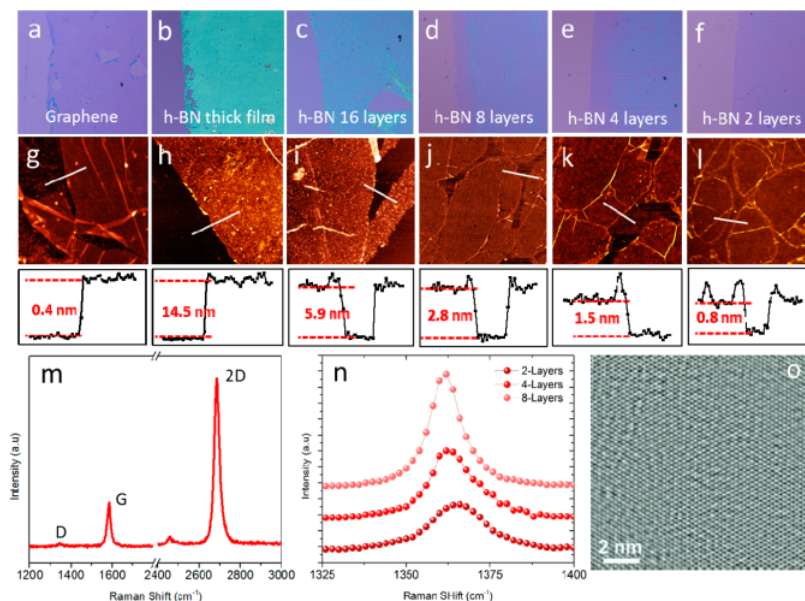 a b c d e f
Graphene h-BN thick film h-BN 16 layers h-BN 8 layers h-BN 4 layers h-BN 2 layers
g h i j k l
0.4 nm 14.5 nm 5.9 nm 2.8 nm 1.5 nm 0.8 nm
m
2D
G
D
Intensity (a.u)
1200 1400 1600 2400 2600 2800 3000
Raman Shift (cm-1)
n
2-Layers
4-Layers
8-Layers
Intensity (a.u)
1325 1350 1375 1400
Raman SHift (cm-1)
o
2 nm